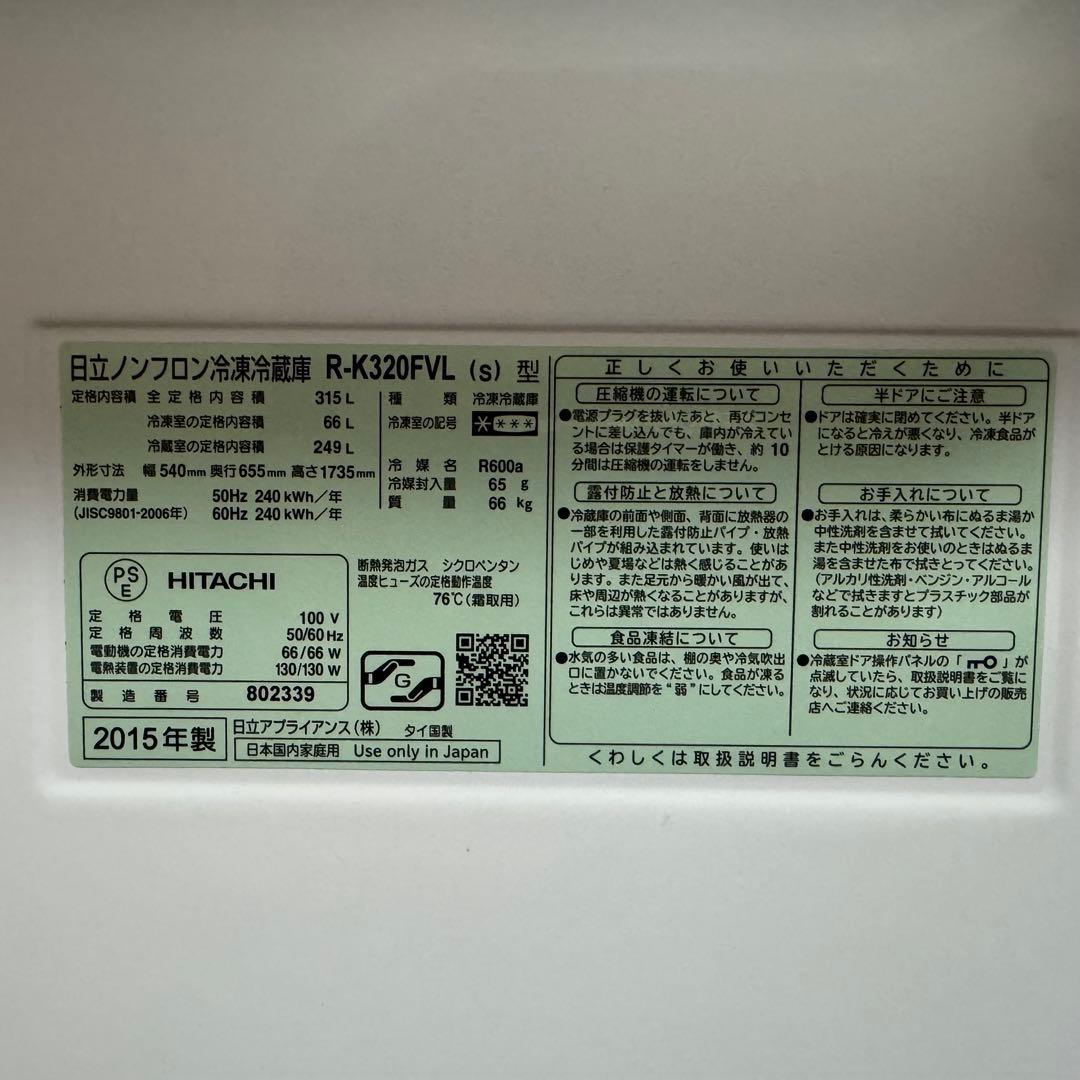 日立ノンフロン冷凍冷蔵庫 R-K320FVL (S) 型
定格内容積 全定格内容積 315 L
冷凍室の定格内容積 66 L
冷蔵室の定格内容積 249 L
外形寸法 幅540mm 奥行655mm 高さ1735mm
消費電力量 50Hz 240 kWh/年
(JISC9801-2006年) 60Hz 240 kWh/年
種類 冷凍冷蔵庫
冷凍室の記号 ＊＊＊＊
冷媒名 R600a
冷媒封入量 65 g
質量 66 kg
PS
E
HITACHI
定格電圧 100 V
定格周波数 50/60 Hz
電動機の定格消費電力 66/66 W
電熱装置の定格消費電力 130/130 W
製造番号 802339
断熱発泡ガス シクロペンタン
温度ヒューズの定格動作温度
76℃(霜取用)
G
2015年製
日立アプライアンス(株) タイ国製
日本国内家庭用 Use only in Japan
正しくお使いいただくために
圧縮機の運転について
●電源プラグを抜いたあと、再びコンセ
ントに差し込んでも、庫内が冷えてい
る場合は保護タイマーが働き、約10
分間は圧縮機の運転をしません。
露付防止と放熱について
●冷蔵庫の前面や側面、背面に放熱器の
一部を利用した露付防止パイプ・放熱
パイプが組み込まれています。使いは
じめや夏場などは熱く感じることがあ
ります。また足元から暖かい風が出て、
床や周辺が熱くなることがありますが、
これらは異常ではありません。
食品凍結について
●水気の多い食品は、棚の奥や冷気吹出
口に置かないでください。食品が凍る
ときは温度調節を“弱”にしてください。
半ドアにご注意
●ドアは確実に閉めてください。半ドア
になると冷えが悪くなり、冷凍食品が
とける原因になります。
お手入れについて
●お手入れは、柔らかい布にぬるま湯か
中性洗剤を含ませて拭いてください。
また中性洗剤をお使いのときはぬるま
湯を含ませた布で拭きとってください。
(アルカリ性洗剤・ベンジン・アルコール
などで拭きますとプラスチック部品が
割れることがあります)
お知らせ
●冷蔵室ドア操作パネルの「」が
点滅していたら、取扱説明書をご覧に
なり、状況に応じてお買い上げの販売
店へご連絡ください。
くわしくは取扱説明書をごらんください。